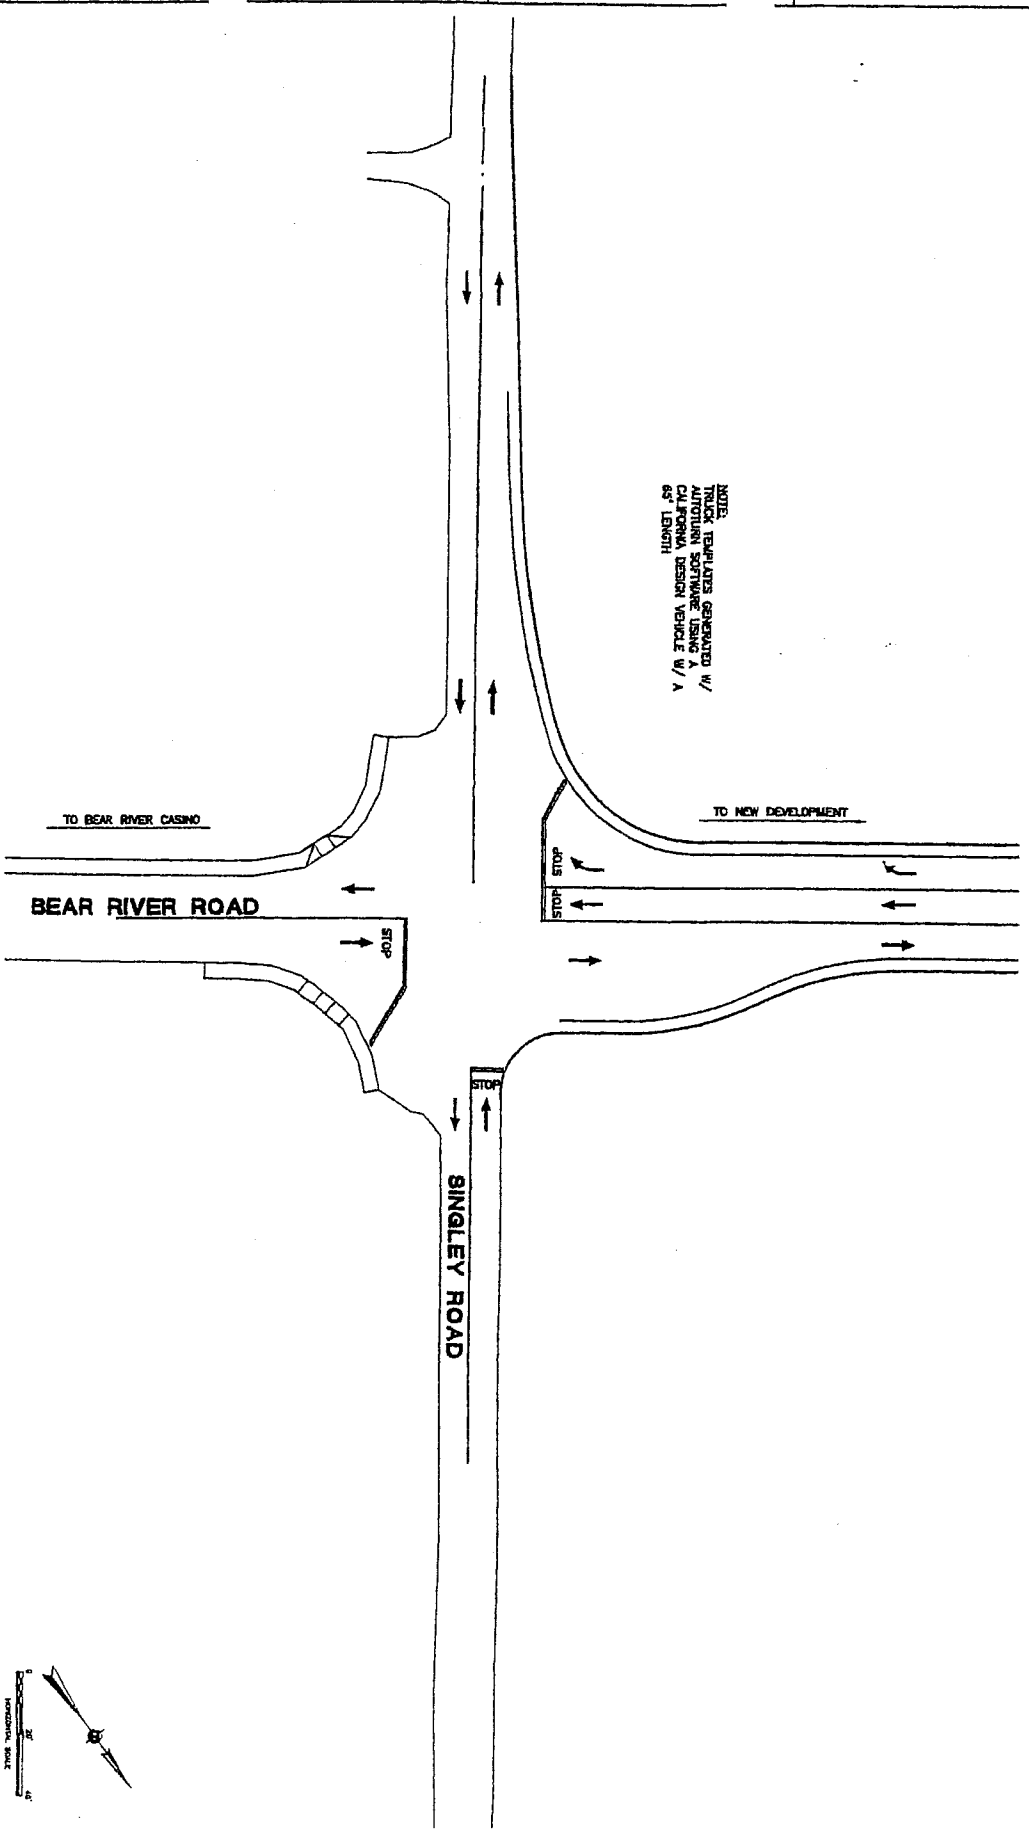 NOTE:
TRUCK TEMPLATES GENERATED W/
AUTOTURN SOFTWARE USING A
CALIFORNIA DESIGN VEHICLE W/ A
65' LENGTH
TO BEAR RIVER CASINO
TO NEW DEVELOPMENT
STOP
STOP
BEAR RIVER ROAD
STOP
STOP
SINGLEY ROAD
0 20' 40'
HORIZONTAL SCALE